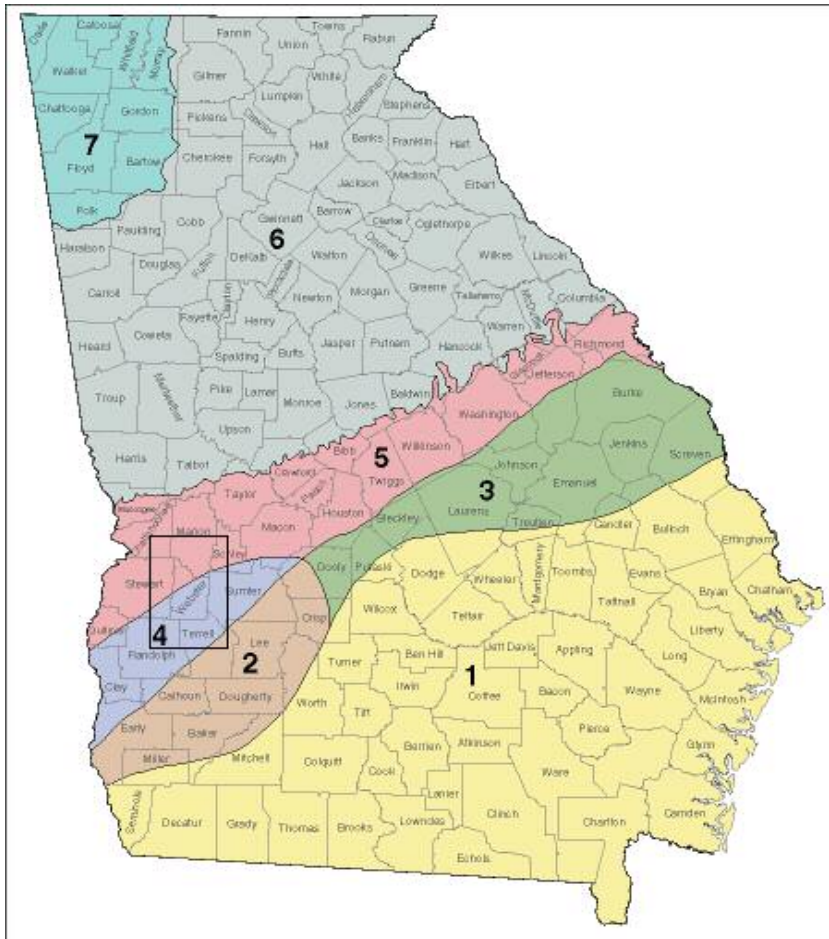 Dade
Catoosa
Whitfield
Murray
Fannin
Union
Towns
Rabun
Walker
Gilmer
White
Habersham
Lumpkin
Stephens
Chattooga
Gordon
Pickens
Dawson
Banks
Franklin
Hart
7
Hall
Floyd
Bartow
Cherokee
Forsyth
Madison
Elbert
Jackson
Polk
Cobb
Gwinnett
Barrow
Clarke
Oglethorpe
Paulding
6
Haralson
Fulton
DeKalb
Walton
Oconee
Wilkes
Lincoln
Douglas
Rockdale
Carroll
Clayton
Newton
Morgan
Greene
Taliaferro
McDuffie
Columbia
Fayette
Henry
Warren
Coweta
Heard
Spalding
Butts
Jasper
Putnam
Hancock
Richmond
Glascock
Jefferson
Troup
Meriwether
Pike
Lamar
Monroe
Jones
Baldwin
Burke
Washington
Upson
Harris
Talbot
Bibb
Wilkinson
5
Crawford
Jenkins
Screven
Taylor
Peach
Twiggs
Johnson
3
Emanuel
Muscogee
Chattahoochee
Marion
Macon
Houston
Bleckley
Laurens
Treutlen
Candler
Bulloch
Effingham
Schley
Dooly
Pulaski
Dodge
Montgomery
Stewart
Webster
Sumter
Wheeler
Toombs
Evans
Bryan
Chatham
Crisp
Wilcox
Telfair
Tattnall
Quitman
4
Terrell
Lee
Liberty
Randolph
2
Turner
Ben Hill
Jeff Davis
Appling
Long
1
Clay
Calhoun
Dougherty
Worth
Irwin
Coffee
Bacon
Wayne
McIntosh
Tift
Early
Baker
Pierce
Berrien
Atkinson
Glynn
Miller
Mitchell
Colquitt
Cook
Ware
Lanier
Seminole
Decatur
Grady
Thomas
Brooks
Lowndes
Clinch
Charlton
Camden
Echols